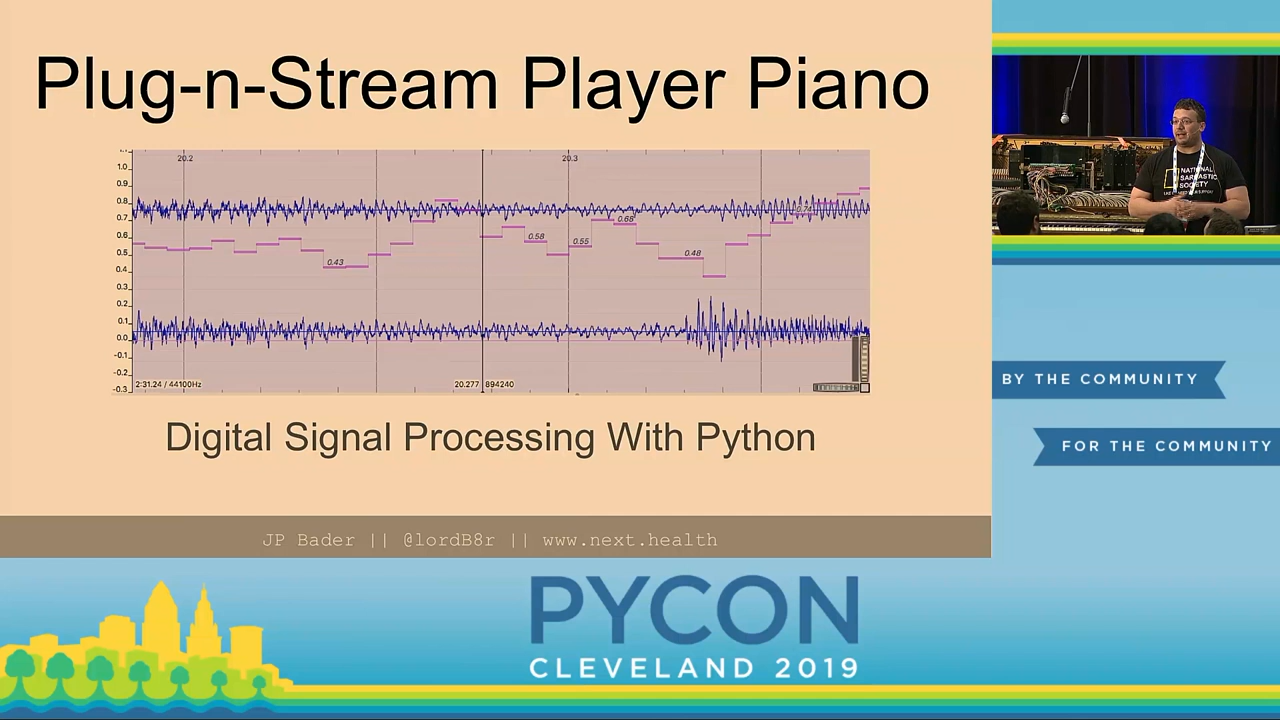 Plug-n-Stream Player Piano
20.2
20.3
1.0
0.9
0.8
0.7
0.6
0.5
0.4
0.3
0.2
0.1
0.0
-0.1
-0.2
-0.3
0.43
0.58
0.55
0.68
0.48
2:31.24 / 44100Hz
20.277
894240
Digital Signal Processing With Python
JP Bader || @lordB8r || www.next.health
NATIONAL
SARCASTIC
SOCIETY
BY THE COMMUNITY
FOR THE COMMUNITY
PYCON
CLEVELAND 2019